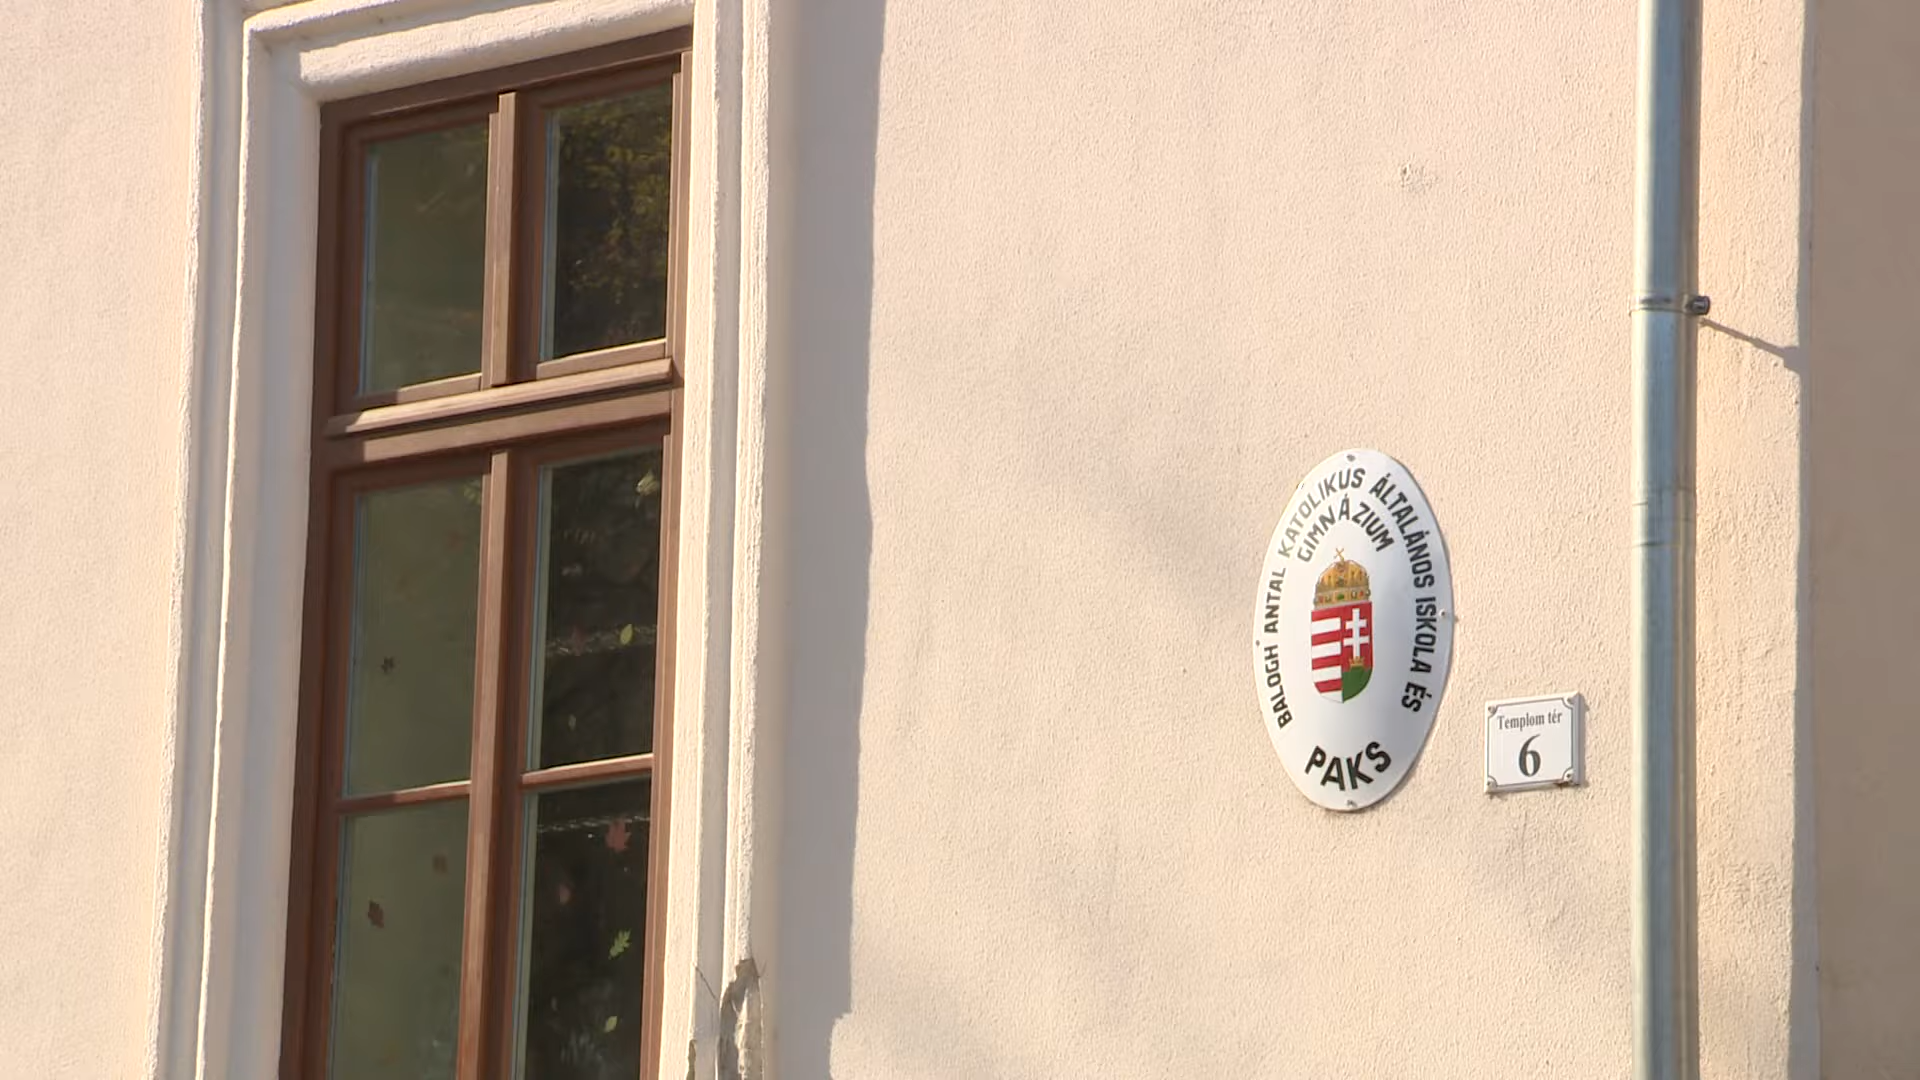 BALOGH ANTAL KATOLIKUS ÁLTALÁNOS ISKOLA ÉS
GIMNÁZIUM
PAKS
Templom tér
6